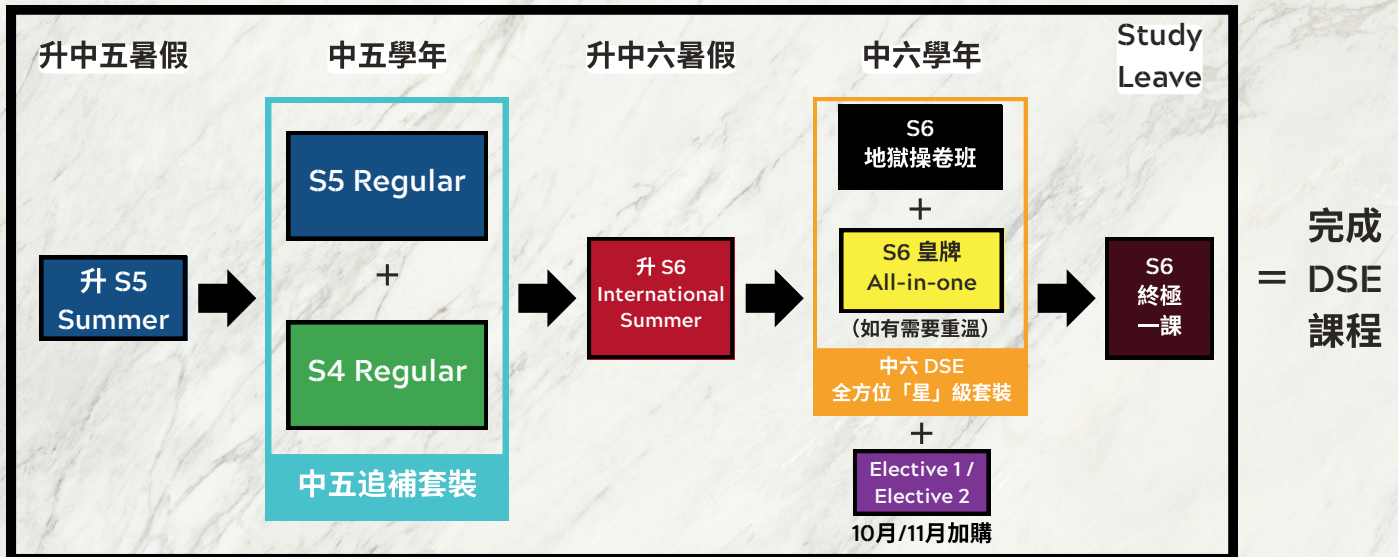 升中五暑假
中五學年
升中六暑假
中六學年
Study
Leave
升 S5
Summer
S5 Regular
+
S4 Regular
中五追補套裝
升 S6
International
Summer
S6
地獄操卷班
+
S6 皇牌
All-in-one
（如有需要重溫）
中六 DSE
全方位「星」級套裝
+
Elective 1 /
Elective 2
10月/11月加購
S6
終極
一課
=
完成
DSE
課程